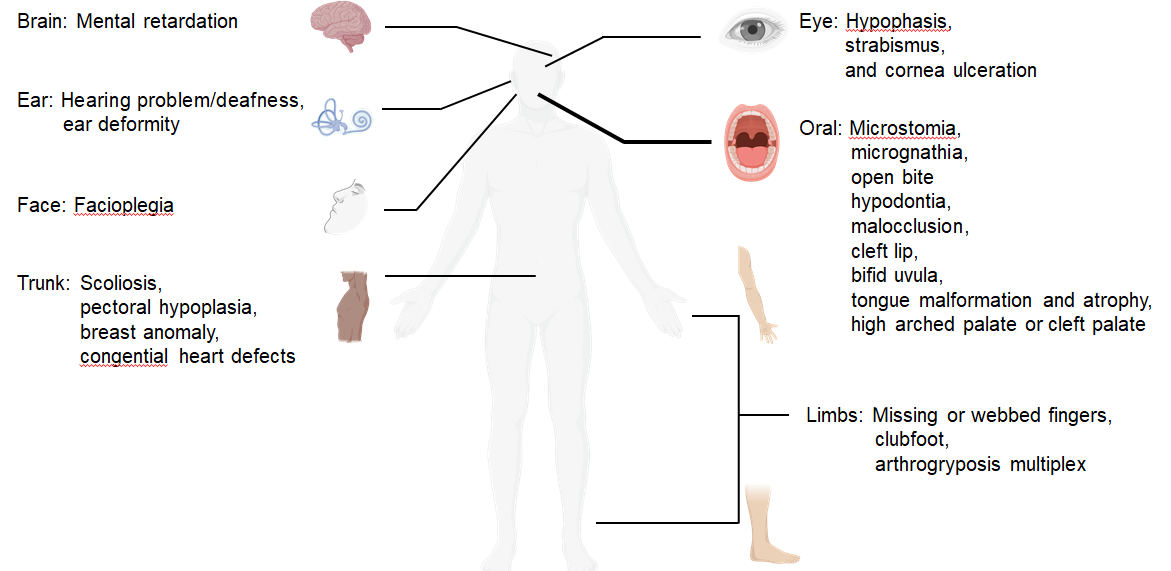 Brain: Mental retardation
Ear: Hearing problem/deafness,
ear deformity
Face: Facioplegia
Trunk: Scoliosis,
pectoral hypoplasia,
breast anomaly,
congential heart defects
Eye: Hypophasis,
strabismus,
and cornea ulceration
Oral: Microstomia,
micrognathia,
open bite
hypodontia,
malocclusion,
cleft lip,
bifid uvula,
tongue malformation and atrophy,
high arched palate or cleft palate
Limbs: Missing or webbed fingers,
clubfoot,
arthrogryposis multiplex